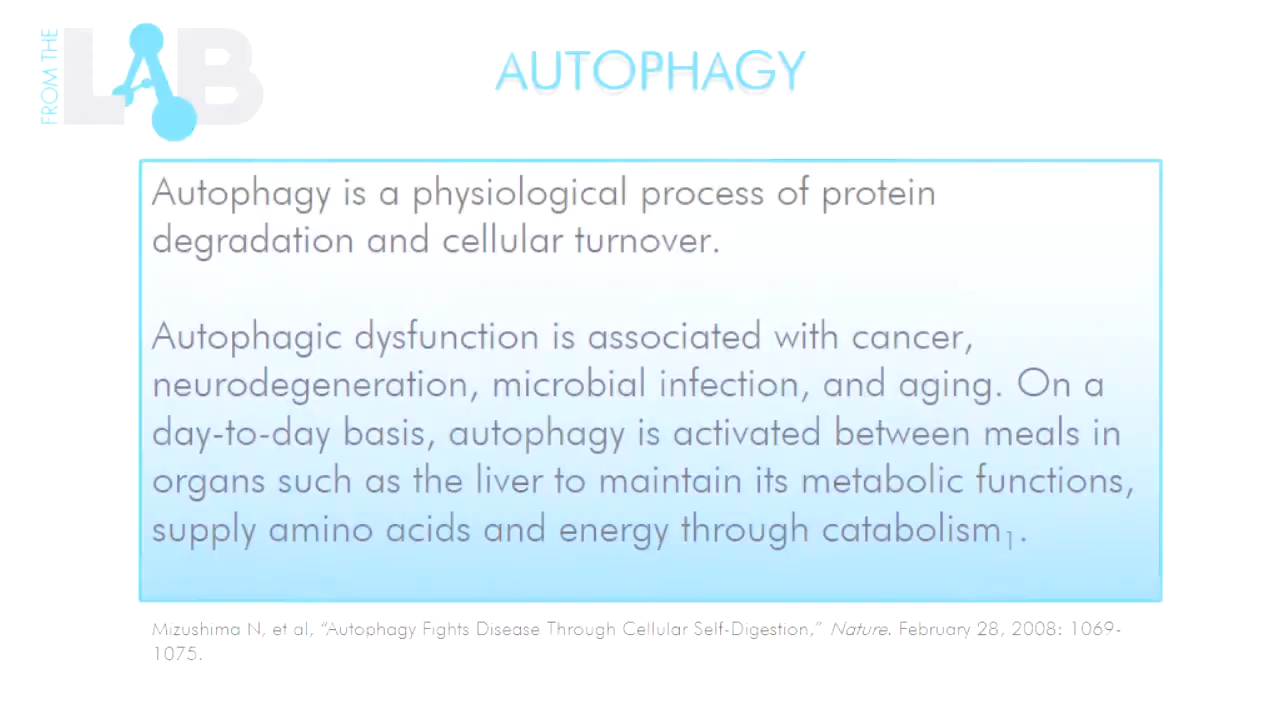 FROM THE
LAB
AUTOPHAGY
Autophagy is a physiological process of protein
degradation and cellular turnover.
Autophagic dysfunction is associated with cancer,
neurodegeneration, microbial infection, and aging. On a
day-to-day basis, autophagy is activated between meals in
organs such as the liver to maintain its metabolic functions,
supply amino acids and energy through catabolism1.
Mizushima N, et al, “Autophagy Fights Disease Through Cellular Self-Digestion,” Nature. February 28, 2008: 1069-
1075.